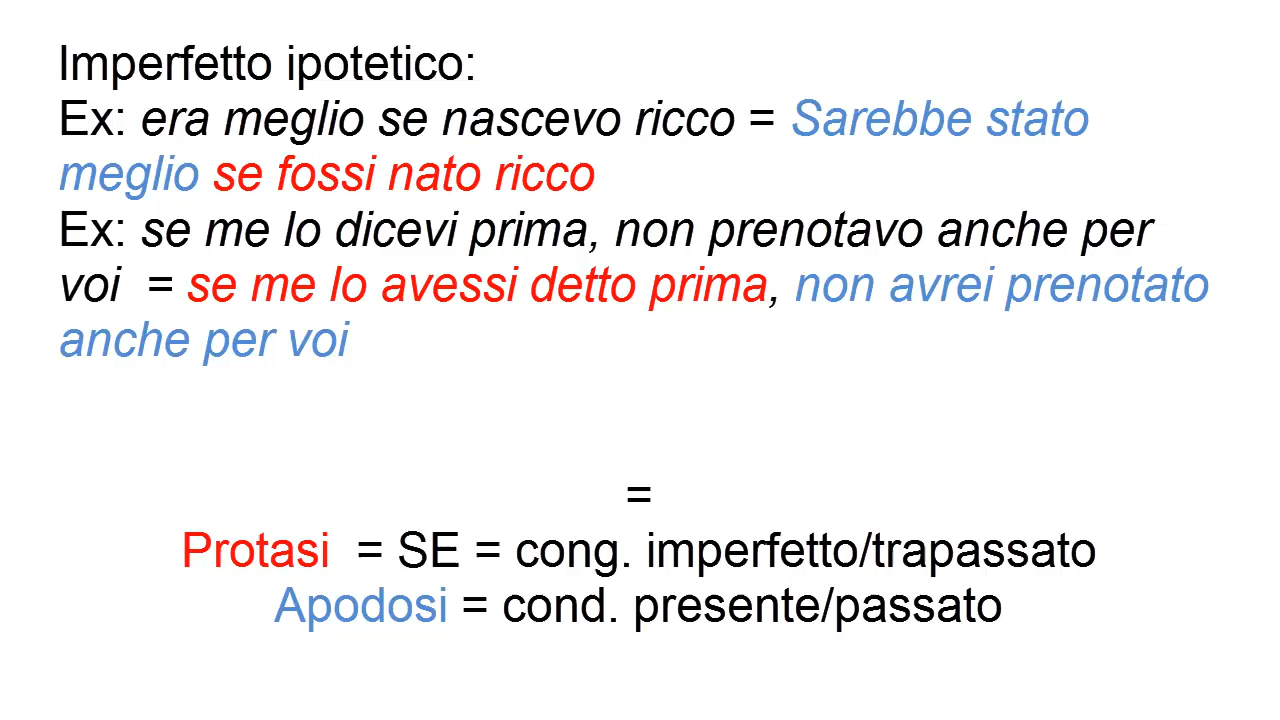 Imperfetto ipotetico:
Ex: era meglio se nascevo ricco = Sarebbe stato
meglio se fossi nato ricco
Ex: se me lo dicevi prima, non prenotavo anche per
voi  = se me lo avessi detto prima, non avrei prenotato
anche per voi
=
Protasi  = SE = cong. imperfetto/trapassato
Apodosi = cond. presente/passato